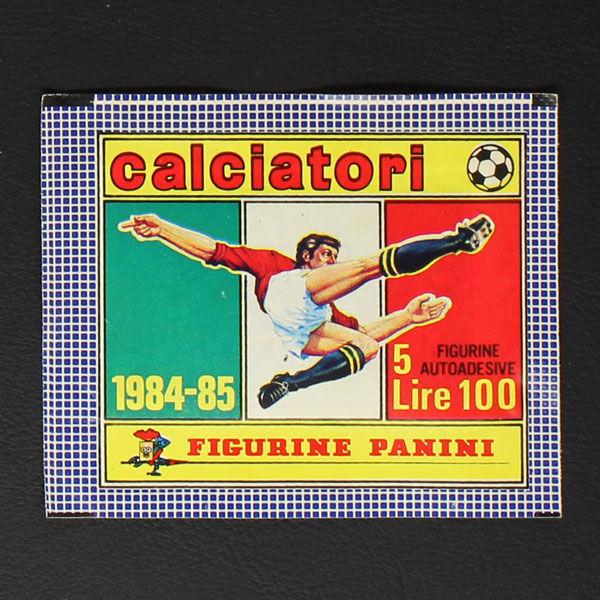 calciatori
1984-85
5 FIGURINE
AUTOADESIVE
Lire 100
FIGURINE PANINI